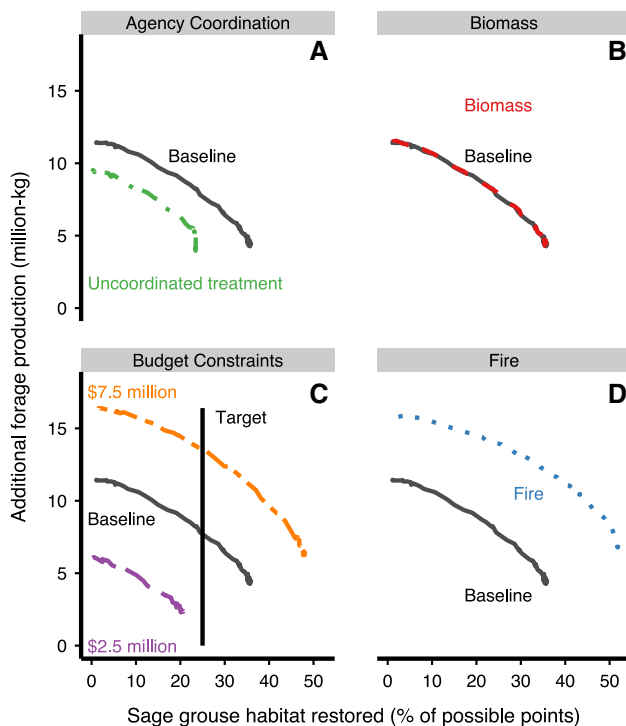 Agency Coordination
Biomass
A
B
15
10
5
0
Baseline
Uncoordinated treatment
Biomass
Baseline
Additional forage production (million-kg)
Budget Constraints
Fire
C
D
$7.5 million
Target
15
10
5
0
Baseline
$2.5 million
Fire
Baseline
0 10 20 30 40 50
0 10 20 30 40 50
Sage grouse habitat restored (% of possible points)